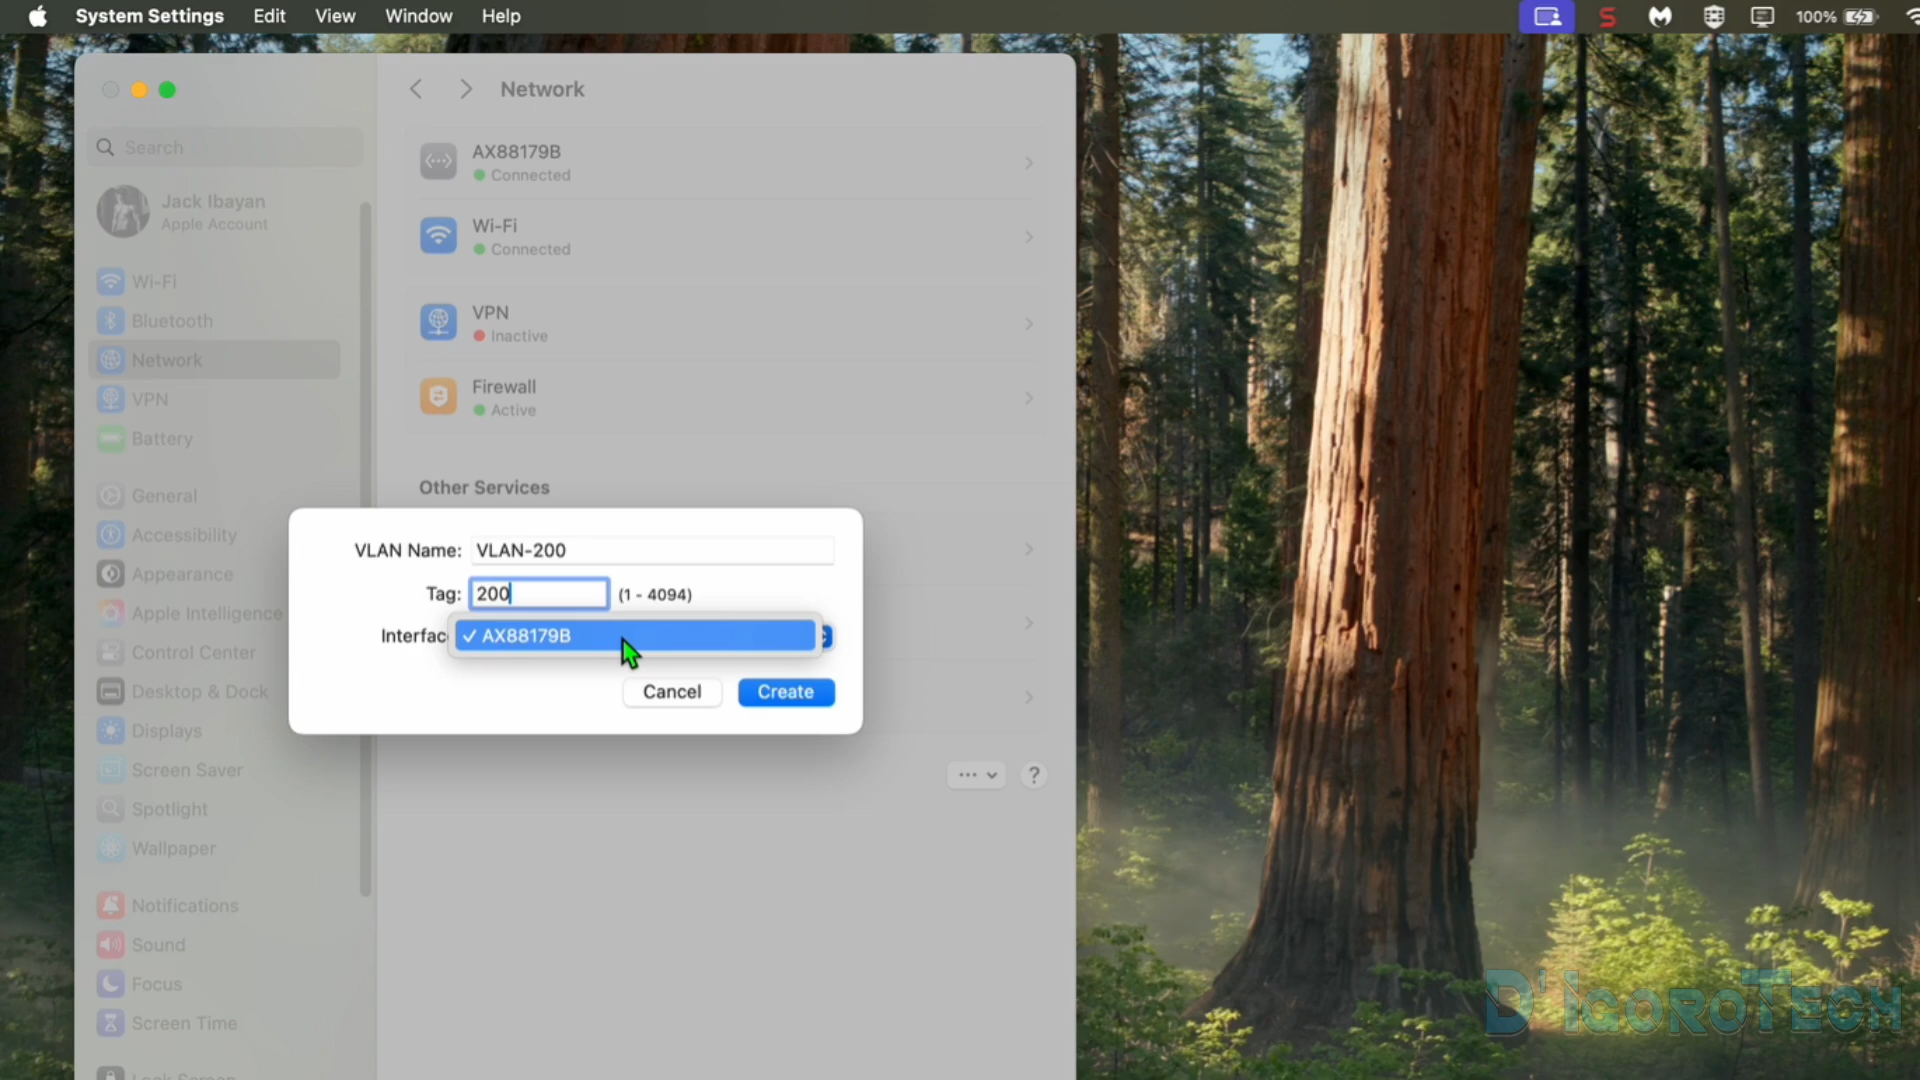 System Settings Edit View Window Help 100%
Network
Search
AX88179B
Connected
Jack Ibayan
Apple Account
Wi-Fi
Connected
Wi-Fi
Bluetooth
Network
VPN
Battery
VPN
Inactive
Firewall
Active
Other Services
General
Accessibility
Appearance
Apple Intelligence
Control Center
Desktop & Dock
Displays
Screen Saver
Spotlight
Wallpaper
Notifications
Sound
Focus
Screen Time
VLAN Name: VLAN-200
Tag: 200 (1 - 4094)
Interfac ✓ AX88179B
Cancel Create
... ?
D'IgoroTech